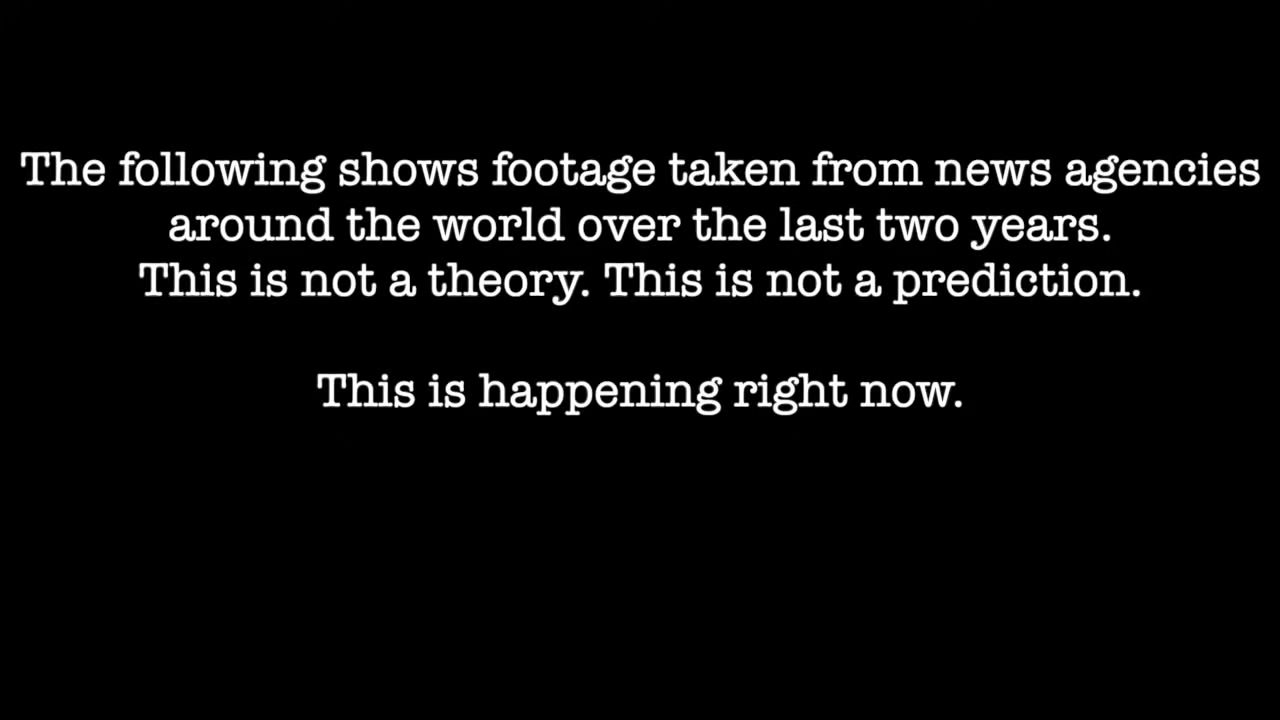 The following shows footage taken from news agencies
around the world over the last two years.
This is not a theory. This is not a prediction.
This is happening right now.